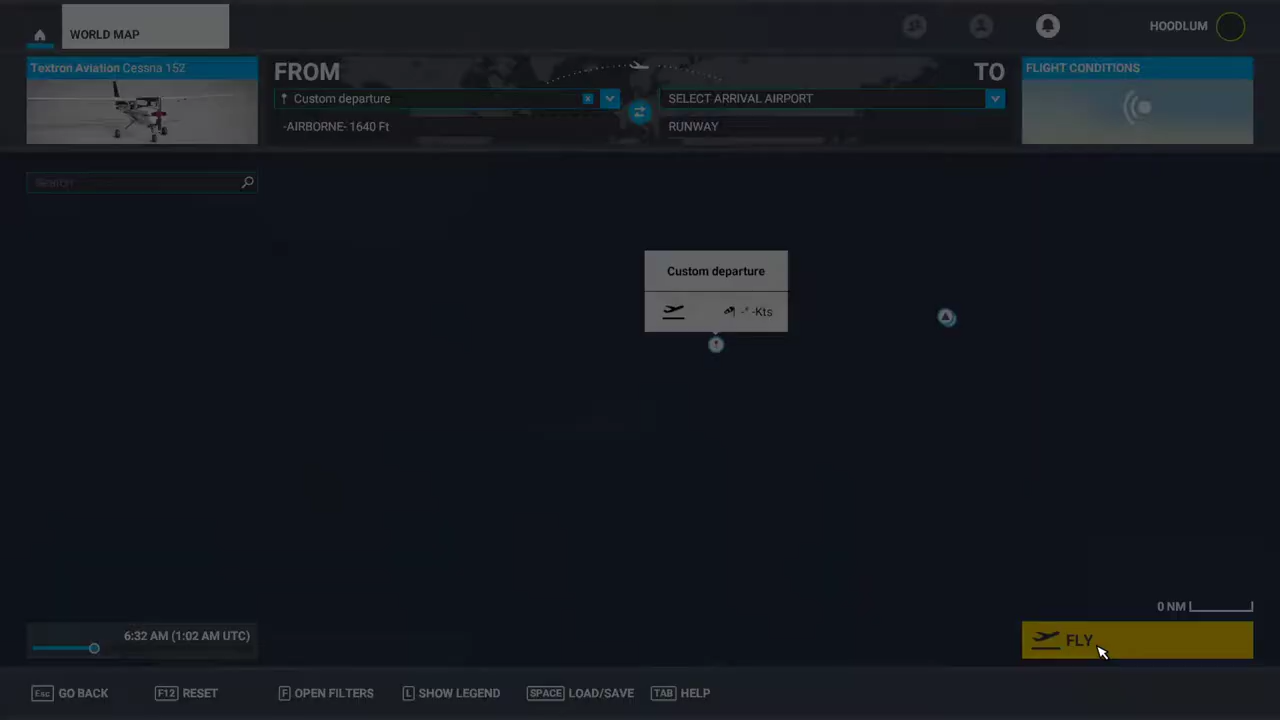 WORLD MAP
HOODLUM
Textron Aviation Cessna 152
FROM
TO
FLIGHT CONDITIONS
Custom departure
SELECT ARRIVAL AIRPORT
-AIRBORNE- 1640 Ft
RUNWAY
Search
Custom departure
-° -Kts
0 NM
6:32 AM (1:02 AM UTC)
FLY
Esc GO BACK
F12 RESET
F OPEN FILTERS
L SHOW LEGEND
SPACE LOAD/SAVE
TAB HELP